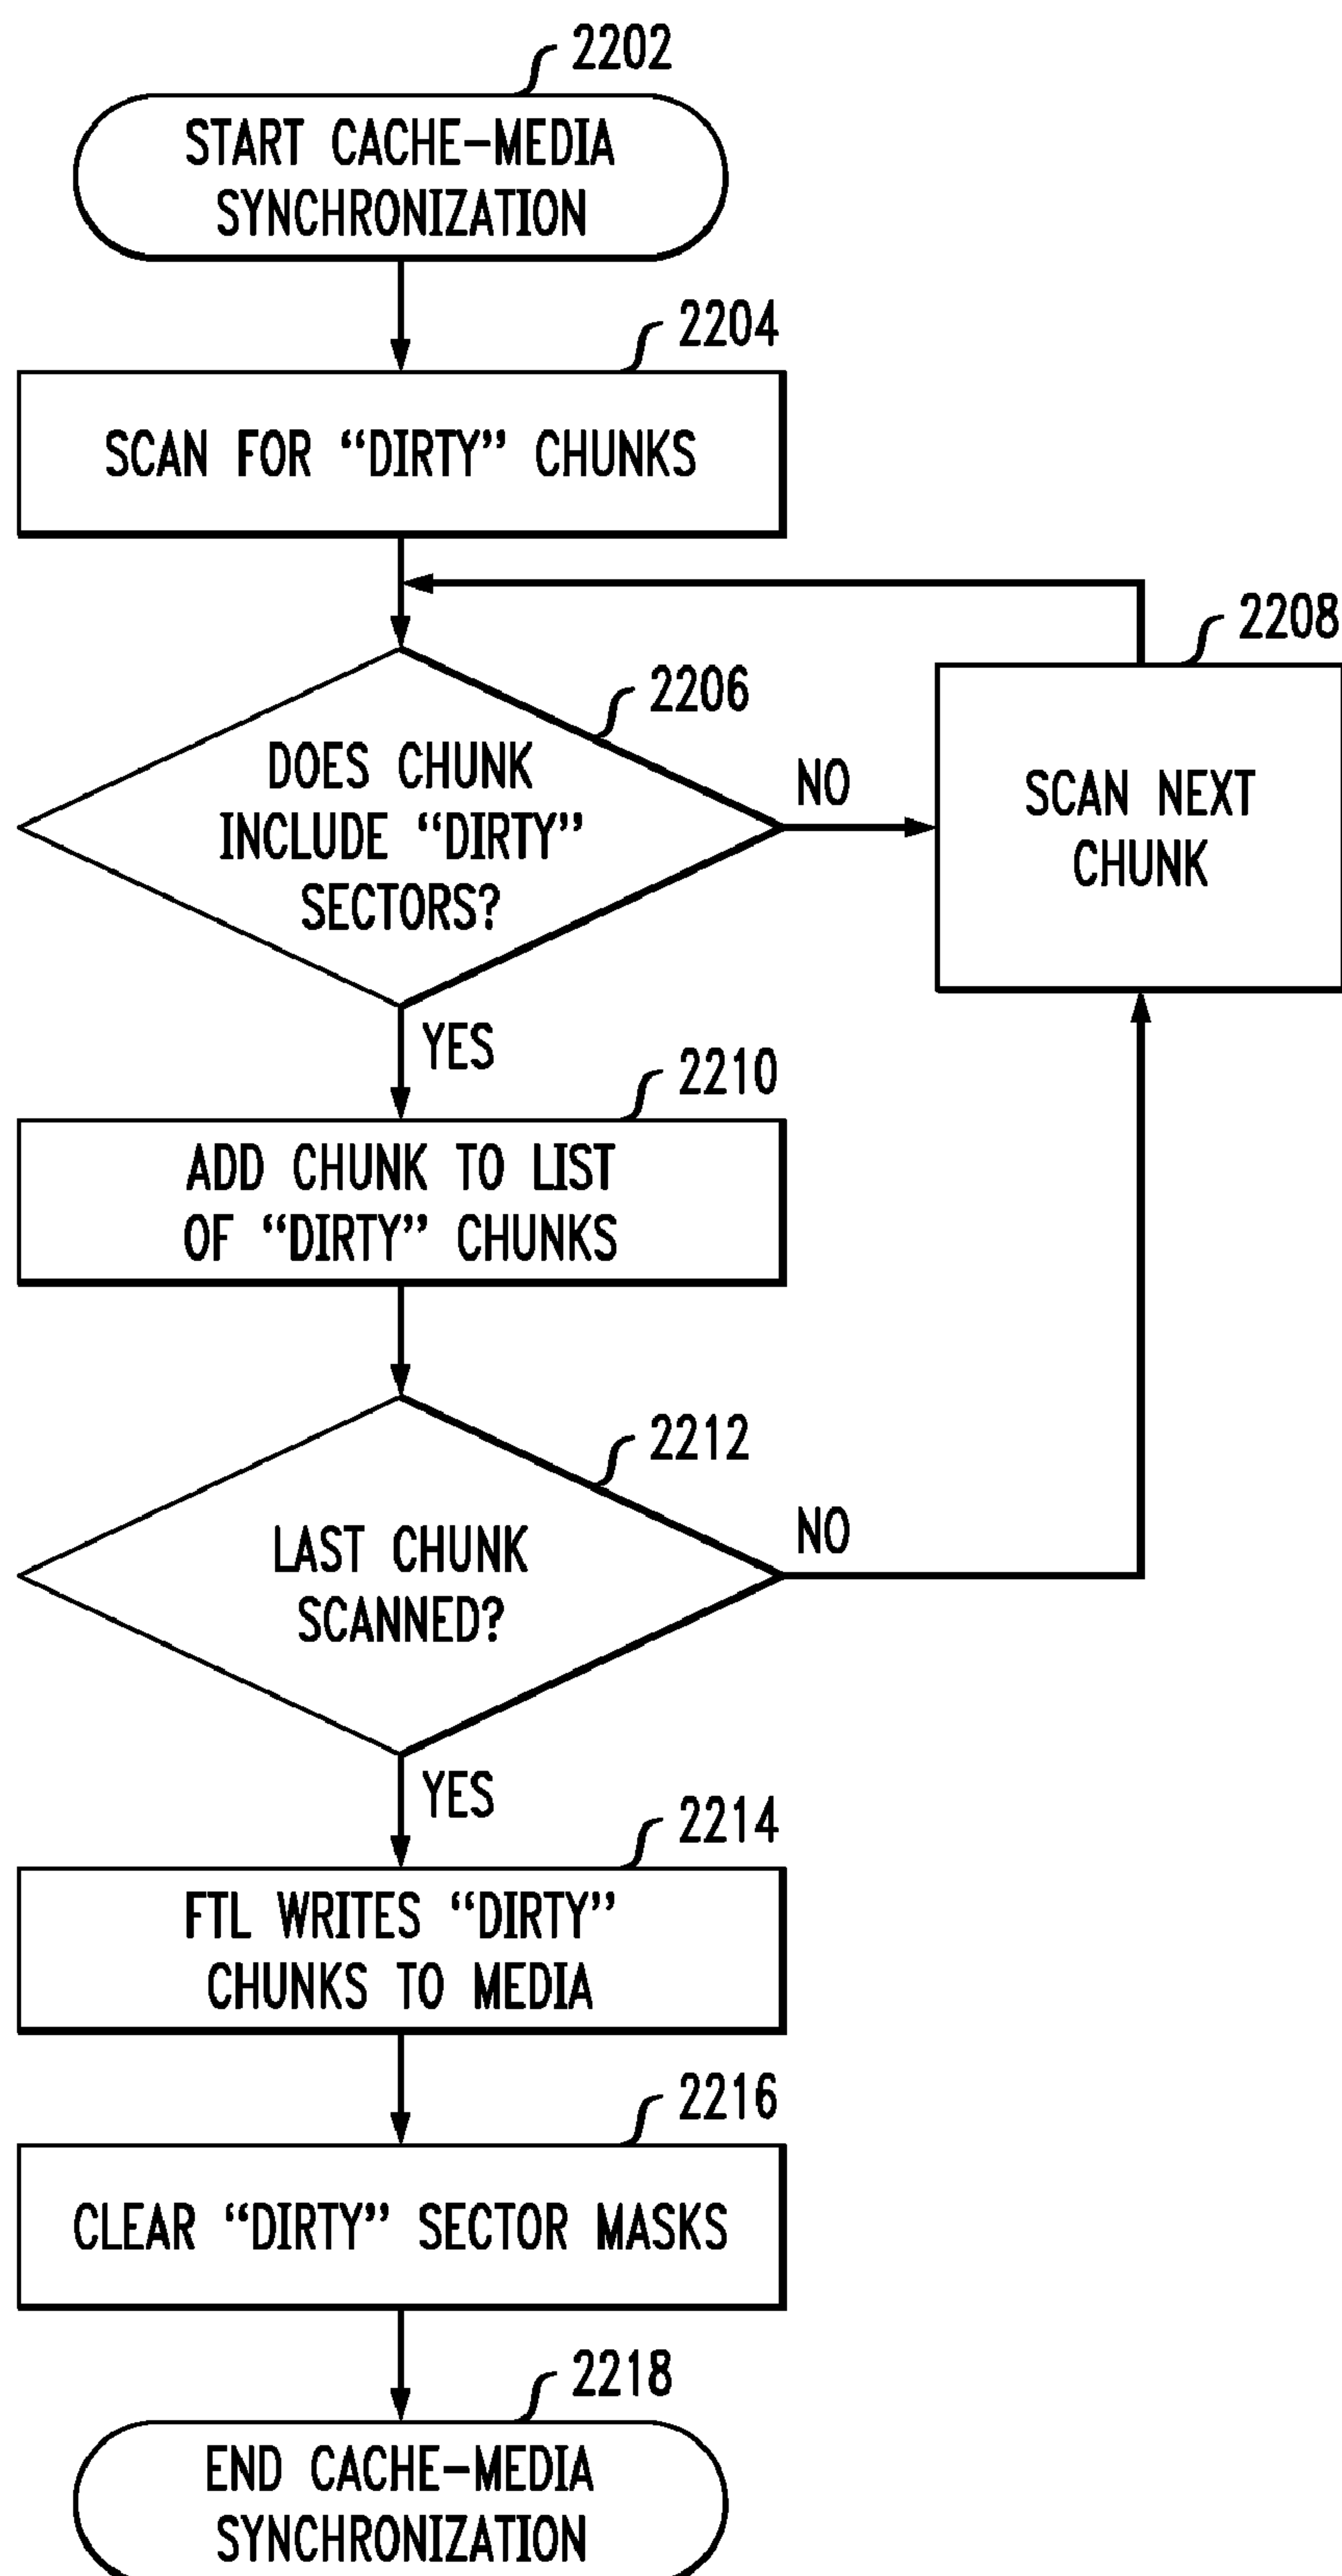 2202
START CACHE-MEDIA
SYNCHRONIZATION
2204
SCAN FOR “DIRTY” CHUNKS
2206
DOES CHUNK
INCLUDE “DIRTY”
SECTORS?
NO
2208
SCAN NEXT
CHUNK
YES
2210
ADD CHUNK TO LIST
OF “DIRTY” CHUNKS
2212
LAST CHUNK
SCANNED?
NO
YES
2214
FTL WRITES “DIRTY”
CHUNKS TO MEDIA
2216
CLEAR “DIRTY” SECTOR MASKS
2218
END CACHE-MEDIA
SYNCHRONIZATION